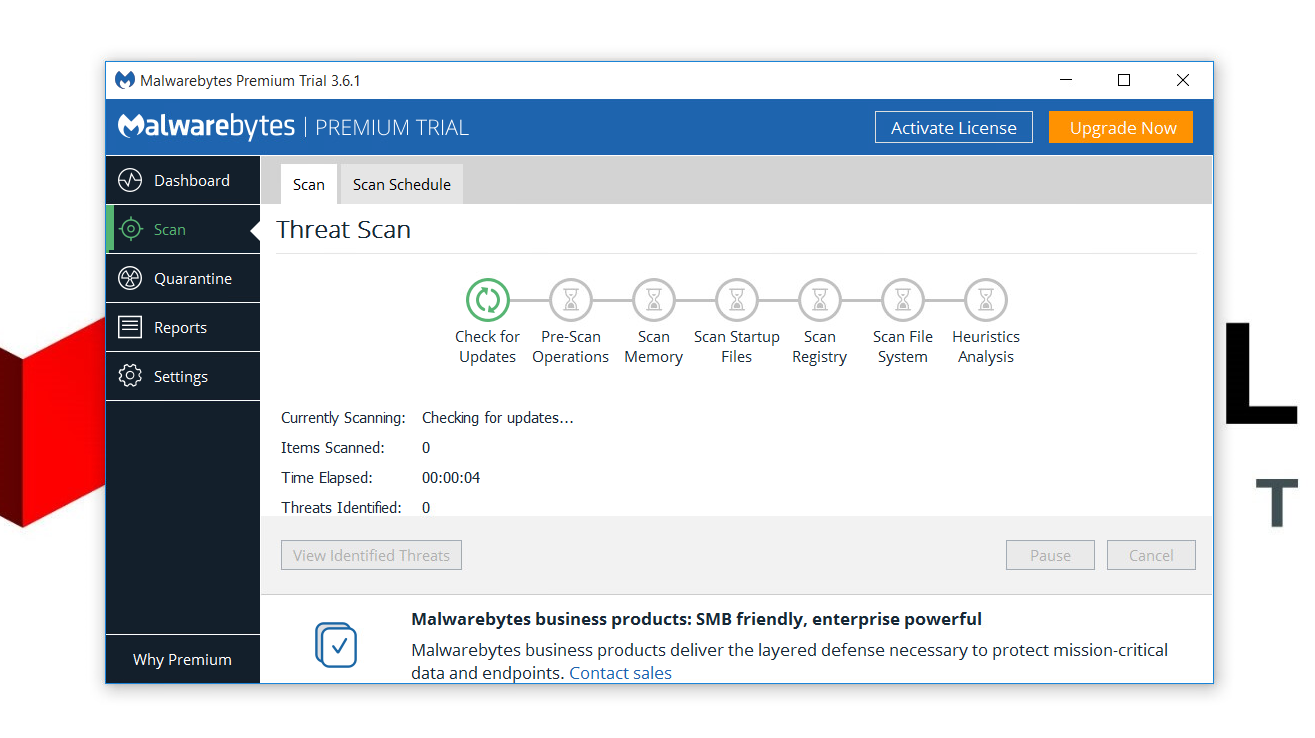 Malwarebytes Premium Trial 3.6.1
Malwarebytes | PREMIUM TRIAL
Activate License
Upgrade Now
Dashboard
Scan
Quarantine
Reports
Settings
Why Premium
Scan
Scan Schedule
Threat Scan
Check for
Updates
Pre-Scan
Operations
Scan
Memory
Scan Startup
Files
Scan
Registry
Scan File
System
Heuristics
Analysis
Currently Scanning: Checking for updates...
Items Scanned: 0
Time Elapsed: 00:00:04
Threats Identified: 0
View Identified Threats
Pause
Cancel
Malwarebytes business products: SMB friendly, enterprise powerful
Malwarebytes business products deliver the layered defense necessary to protect mission-critical
data and endpoints. Contact sales
L
T